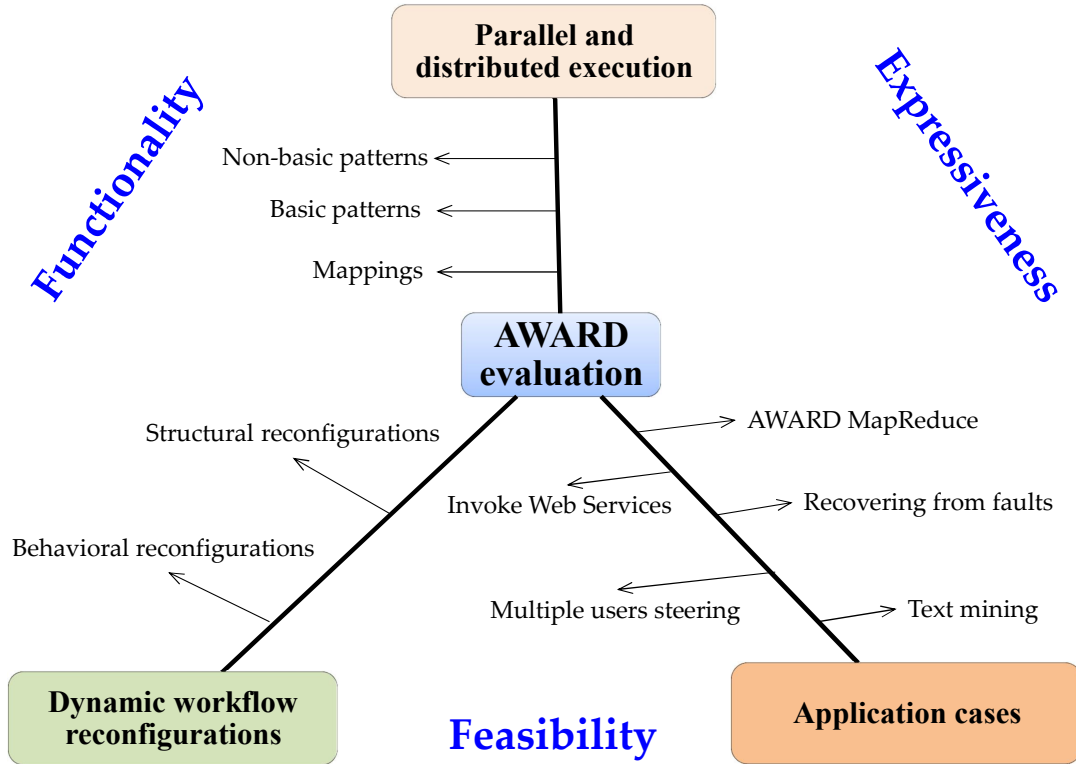 Parallel and
distributed execution
Functionality
Expressiveness
Non-basic patterns
Basic patterns
Mappings
AWARD
evaluation
Structural reconfigurations
Behavioral reconfigurations
AWARD MapReduce
Invoke Web Services
Recovering from faults
Multiple users steering
Text mining
Dynamic workflow
reconfigurations
Feasibility
Application cases